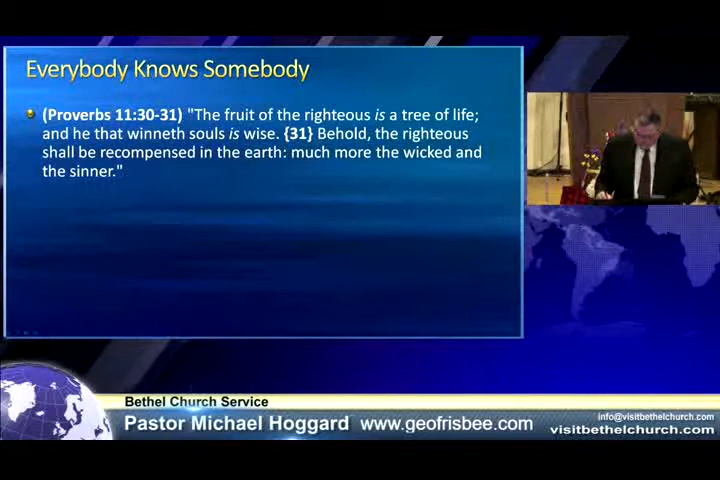 Everybody Knows Somebody
(Proverbs 11:30-31) "The fruit of the righteous is a tree of life;
and he that winneth souls is wise. {31} Behold, the righteous
shall be recompensed in the earth: much more the wicked and
the sinner."
Bethel Church Service
Pastor Michael Hoggard www.geofrisbee.com
info@visitbethelchurch.com
visitbethelchurch.com